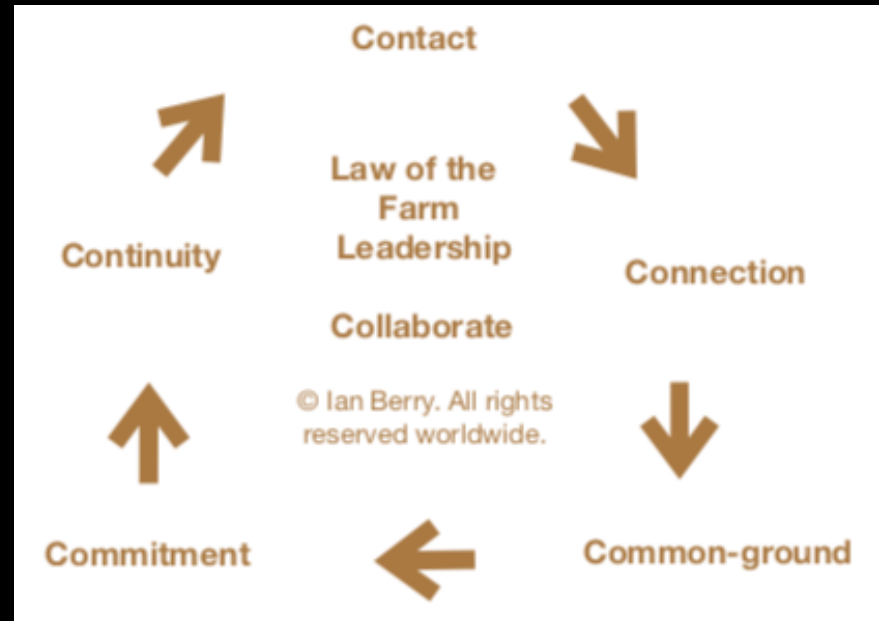 Contact
Law of the
Farm
Leadership
Continuity
Connection
Collaborate
© Ian Berry. All rights
reserved worldwide.
Commitment
Common-ground